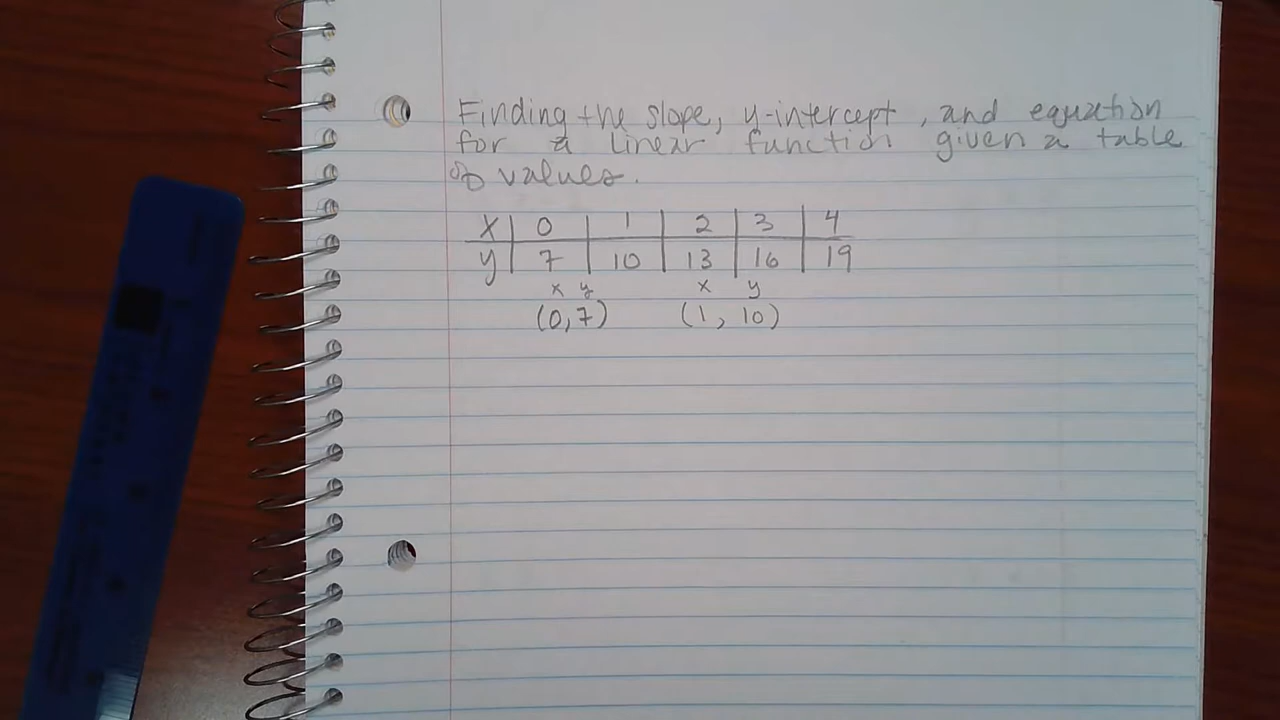 Finding the slope, y-intercept, and equation
for a linear function given a table
of values.
x | 0 | 1 | 2 | 3 | 4
y | 7 | 10 | 13 | 16 | 19
x y x y
(0,7) (1, 10)